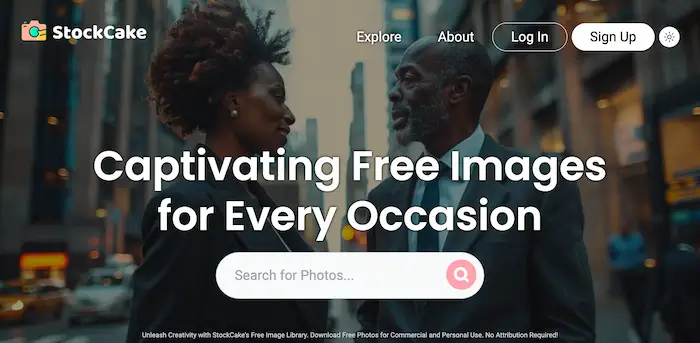 StockCake
Explore
About
Log In
Sign Up
Captivating Free Images
for Every Occasion
Search for Photos...
Unleash Creativity with StockCake's Free Image Library. Download Free Photos for Commercial and Personal Use. No Attribution Required!